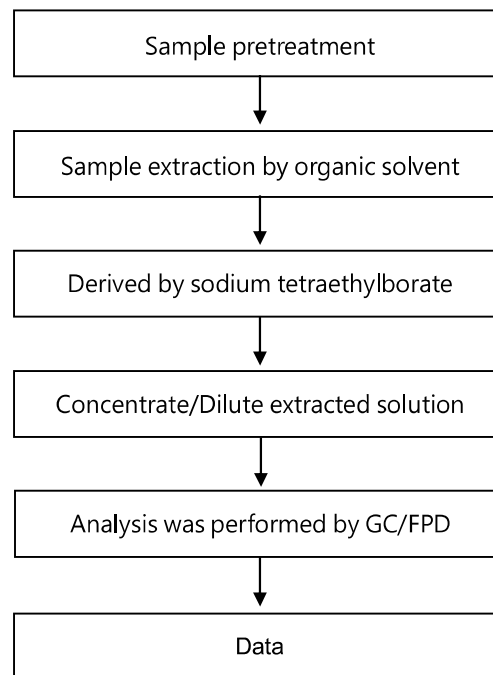 Sample pretreatment
Sample extraction by organic solvent
Derived by sodium tetraethylborate
Concentrate/Dilute extracted solution
Analysis was performed by GC/FPD
Data